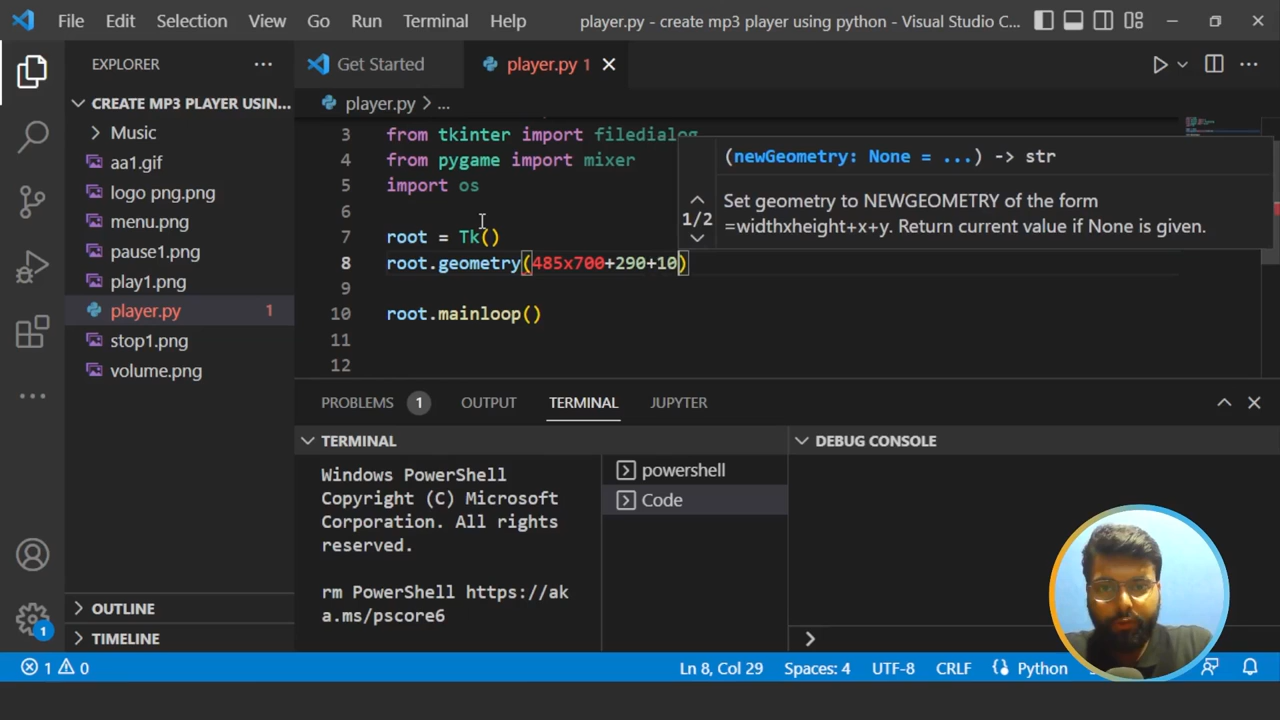 File Edit Selection View Go Run Terminal Help player.py - create mp3 player using python - Visual Studio C...
EXPLORER ...
Get Started player.py 1
CREATE MP3 PLAYER USIN...
Music
aa1.gif
logo png.png
menu.png
pause1.png
play1.png
player.py 1
stop1.png
volume.png
OUTLINE
TIMELINE
1
player.py > ...
3 from tkinter import filedialog
4 from pygame import mixer
5 import os
6
7 root = Tk()
8 root.geometry(485x700+290+10)
9
10 root.mainloop()
11
12
(newGeometry: None = ...) -> str
1/2
Set geometry to NEWGEOMETRY of the form
=widthxheight+x+y. Return current value if None is given.
PROBLEMS 1 OUTPUT TERMINAL JUPYTER
TERMINAL
Windows PowerShell
Copyright (C) Microsoft
Corporation. All rights
reserved.
rm PowerShell https://ak
a.ms/pscore6
powershell
Code
DEBUG CONSOLE
1 0 Ln 8, Col 29 Spaces: 4 UTF-8 CRLF Python